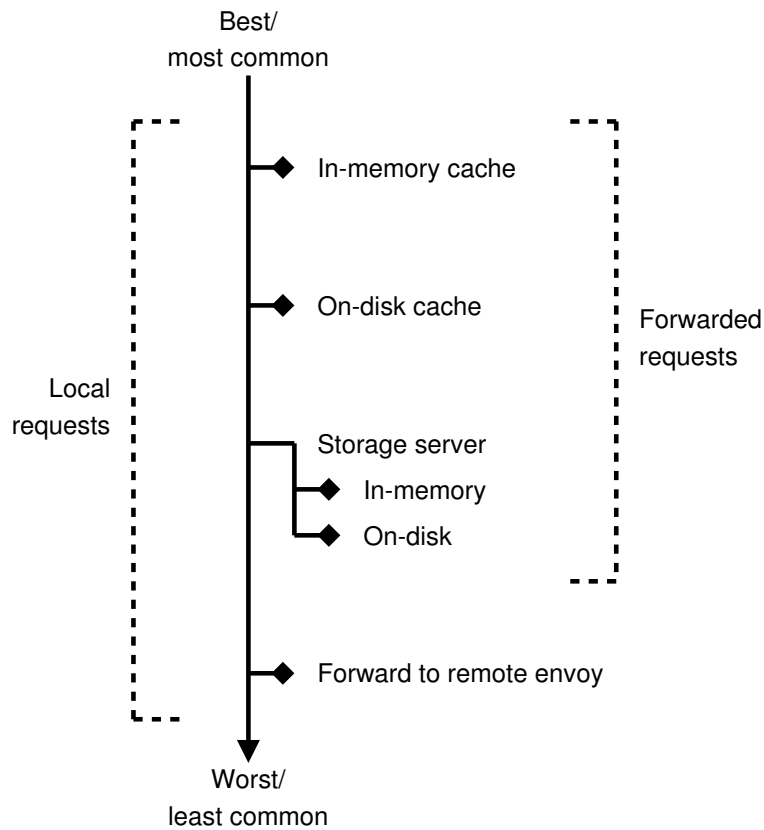 Best/
most common
In-memory cache
On-disk cache
Forwarded
requests
Local
requests
Storage server
In-memory
On-disk
Forward to remote envoy
Worst/
least common